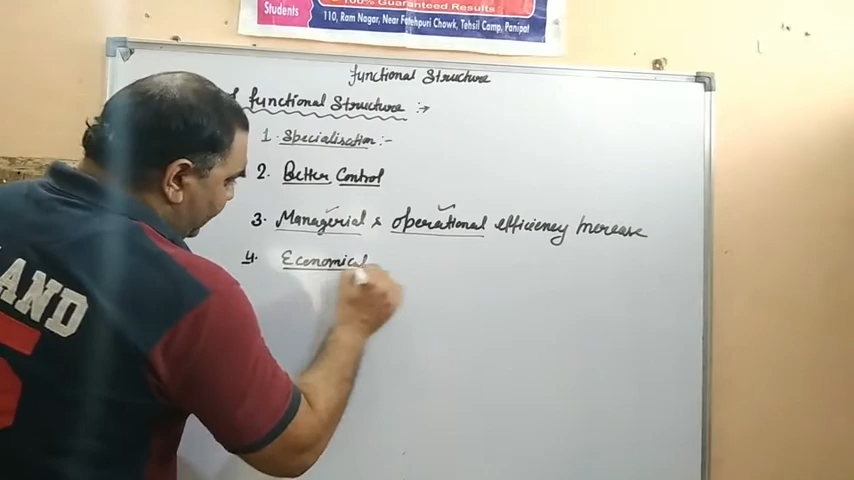 100% Guaranteed Results
Students
110, Ram Nagar, Near Fatehpuri Chowk, Tehsil Camp, Panipat
Functional Structure
functional Structure :→
1. Specialisation :-
2. Better Control
3. Managerial & operational efficiency Increase
4. Economical
LAND